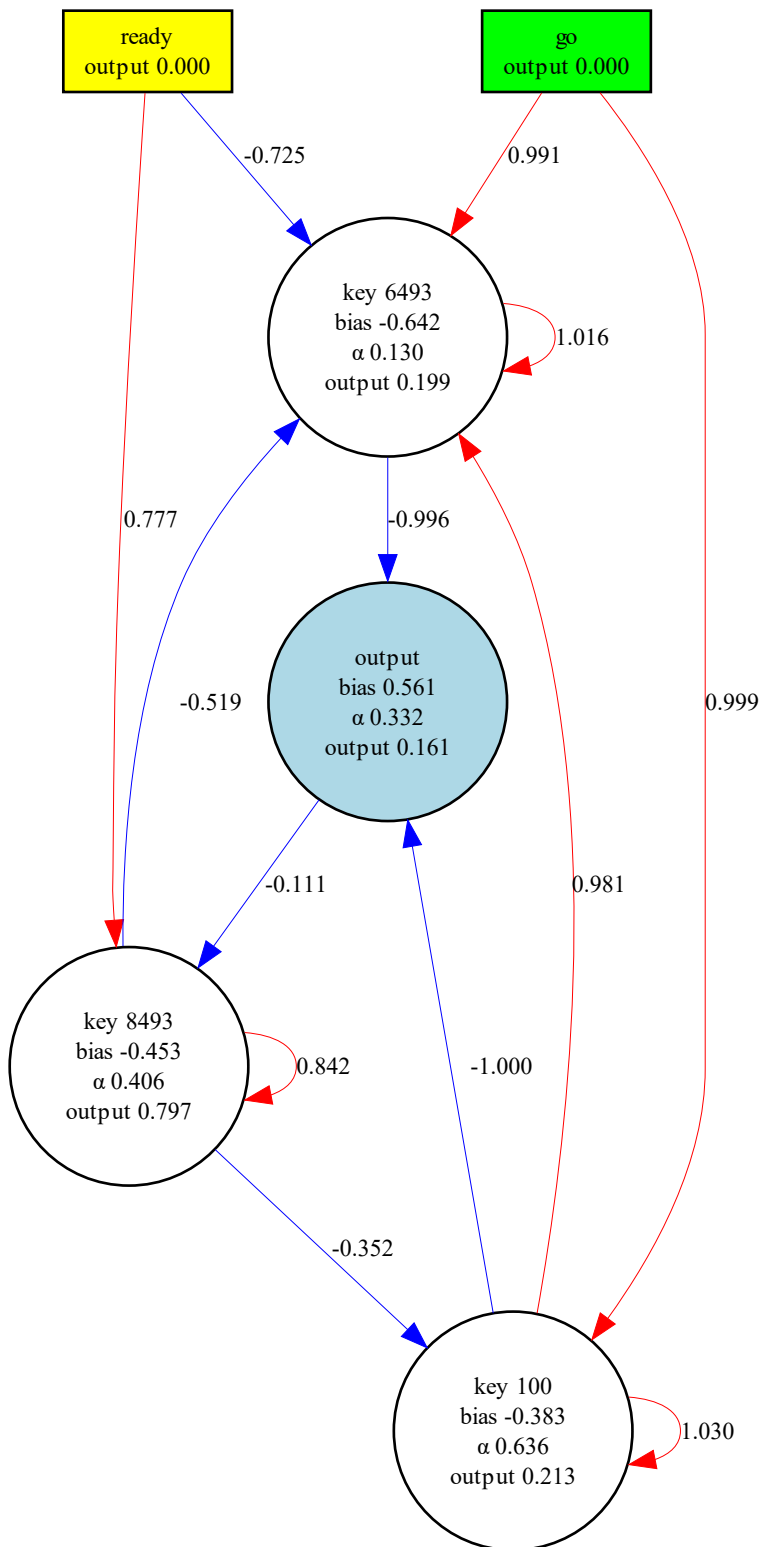 ready
output 0.000
go
output 0.000
-0.725
0.991
key 6493
bias -0.642
α 0.130
output 0.199
1.016
0.777
-0.996
output
bias 0.561
α 0.332
output 0.161
-0.519
0.999
-0.111
0.981
key 8493
bias -0.453
α 0.406
output 0.797
0.842
-1.000
-0.352
key 100
bias -0.383
α 0.636
output 0.213
1.030